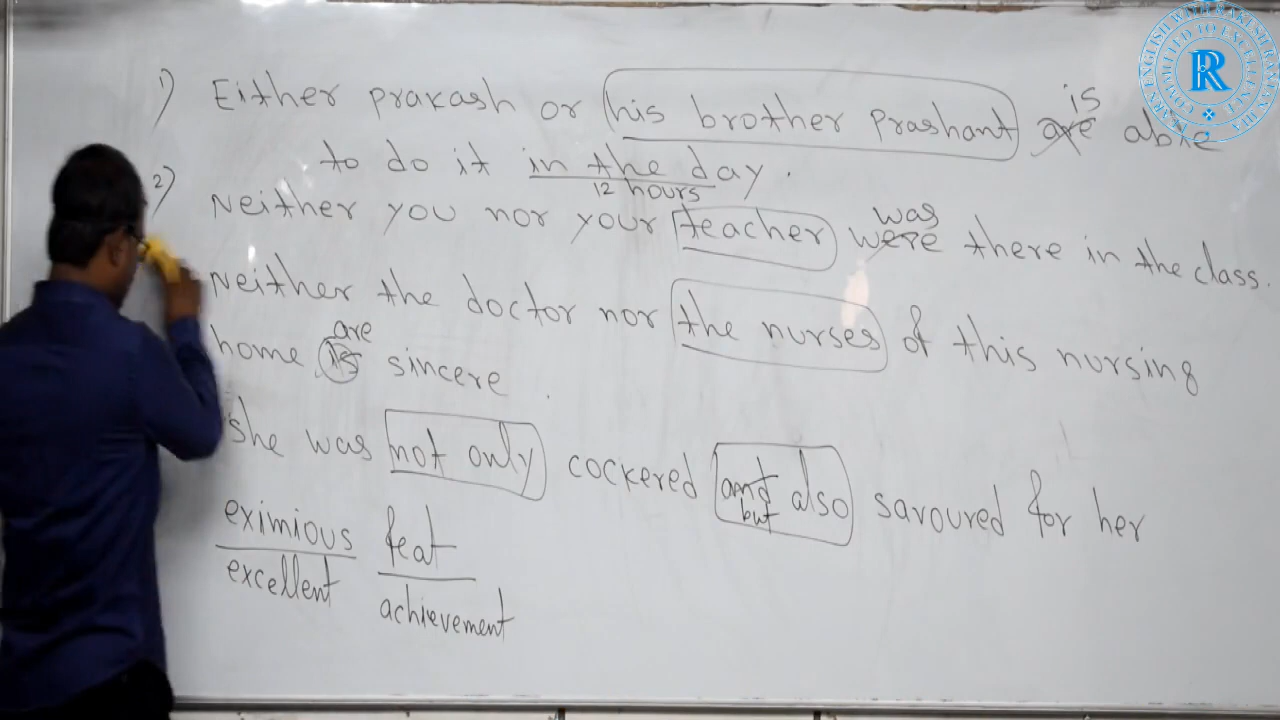 1) Either prakash or his brother prashant are able
is
to do it in the day.
12 hours
2) Neither you nor your teacher were there in the class.
was
Neither the doctor nor the nurses of this nursing
home is sincere.
are
she was not only cockered and also savoured for her
but
eximious feat
excellent achievement
COMMITTED TO EXCELLENCE
R